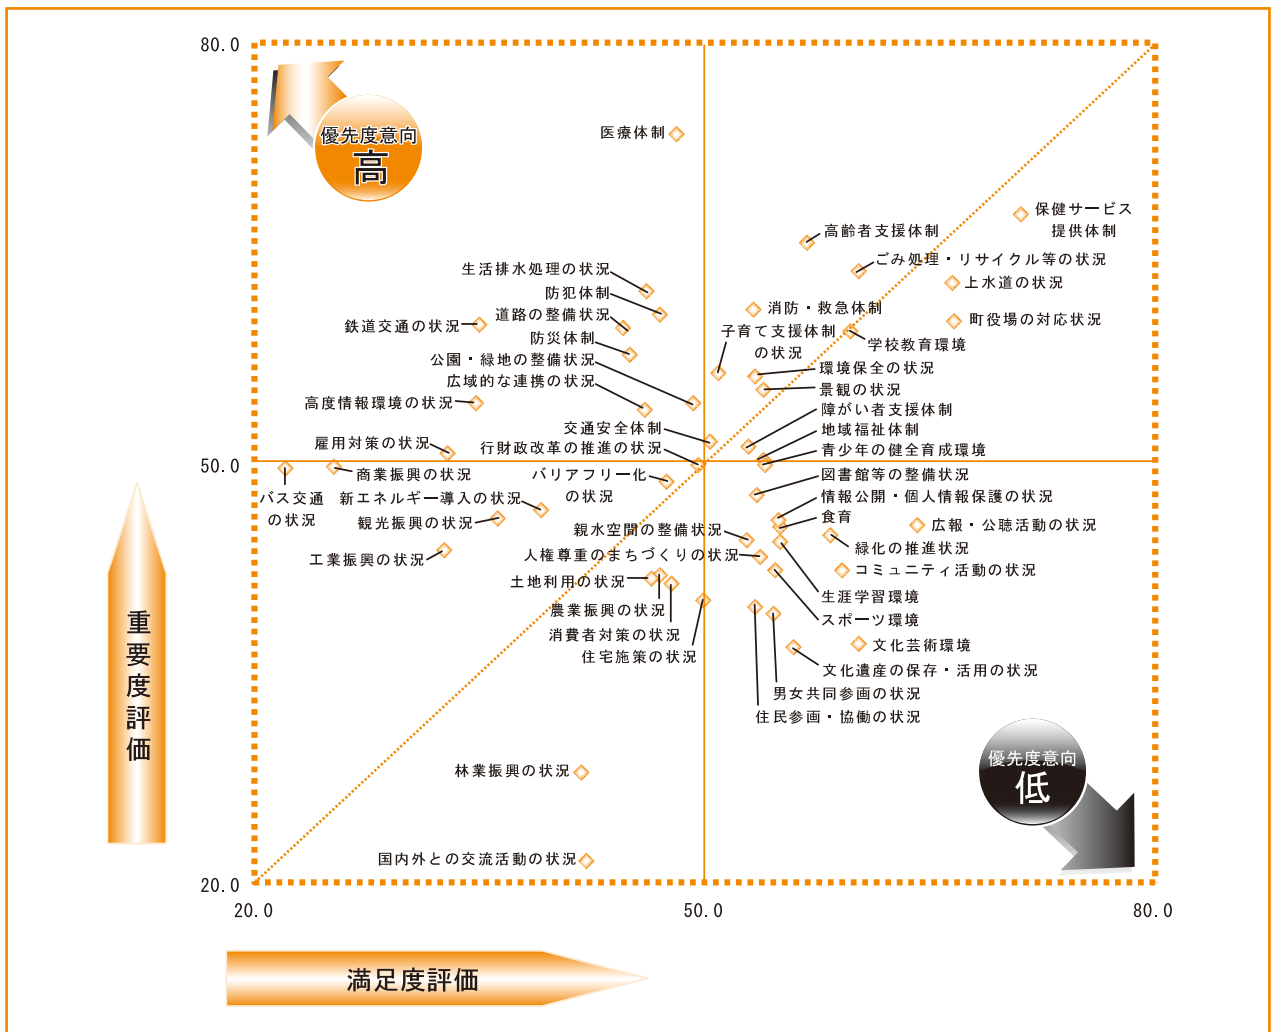 80.0
優先度意向
高
医療体制
保健サービス
提供体制
高齢者支援体制
ごみ処理・リサイクル等の状況
生活排水処理の状況
上水道の状況
防犯体制
消防・救急体制
道路の整備状況
町役場の対応状況
鉄道交通の状況
子育て支援体制
の状況
防災体制
学校教育環境
公園・緑地の整備状況
環境保全の状況
広域的な連携の状況
景観の状況
高度情報環境の状況
障がい者支援体制
交通安全体制
地域福祉体制
雇用対策の状況
行財政改革の推進の状況
青少年の健全育成環境
50.0
商業振興の状況
バリアフリー化
の状況
図書館等の整備状況
バス交通
の状況
新エネルギー導入の状況
情報公開・個人情報保護の状況
観光振興の状況
食育
広報・公聴活動の状況
親水空間の整備状況
緑化の推進状況
工業振興の状況
人権尊重のまちづくりの状況
コミュニティ活動の状況
土地利用の状況
生涯学習環境
農業振興の状況
スポーツ環境
消費者対策の状況
文化芸術環境
住宅施策の状況
文化遺産の保存・活用の状況
男女共同参画の状況
住民参画・協働の状況
重要度評価
優先度意向
低
林業振興の状況
国内外との交流活動の状況
20.0
20.0
50.0
80.0
満足度評価